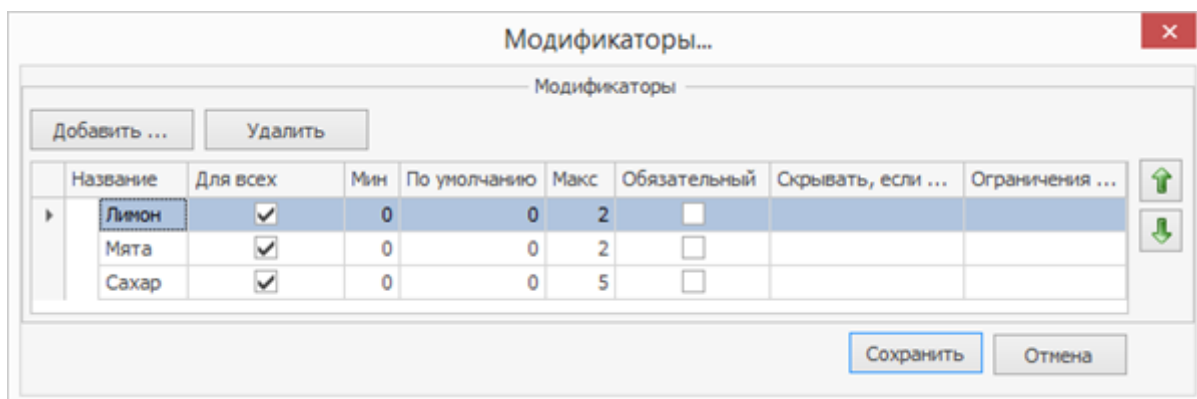 Модификаторы...
Модификаторы
Добавить ... Удалить
Название Для всех Мин По умолчанию Макс Обязательный Скрывать, если ... Ограничения ...
Лимон 0 0 2
Мята 0 0 2
Сахар 0 0 5
Сохранить Отмена